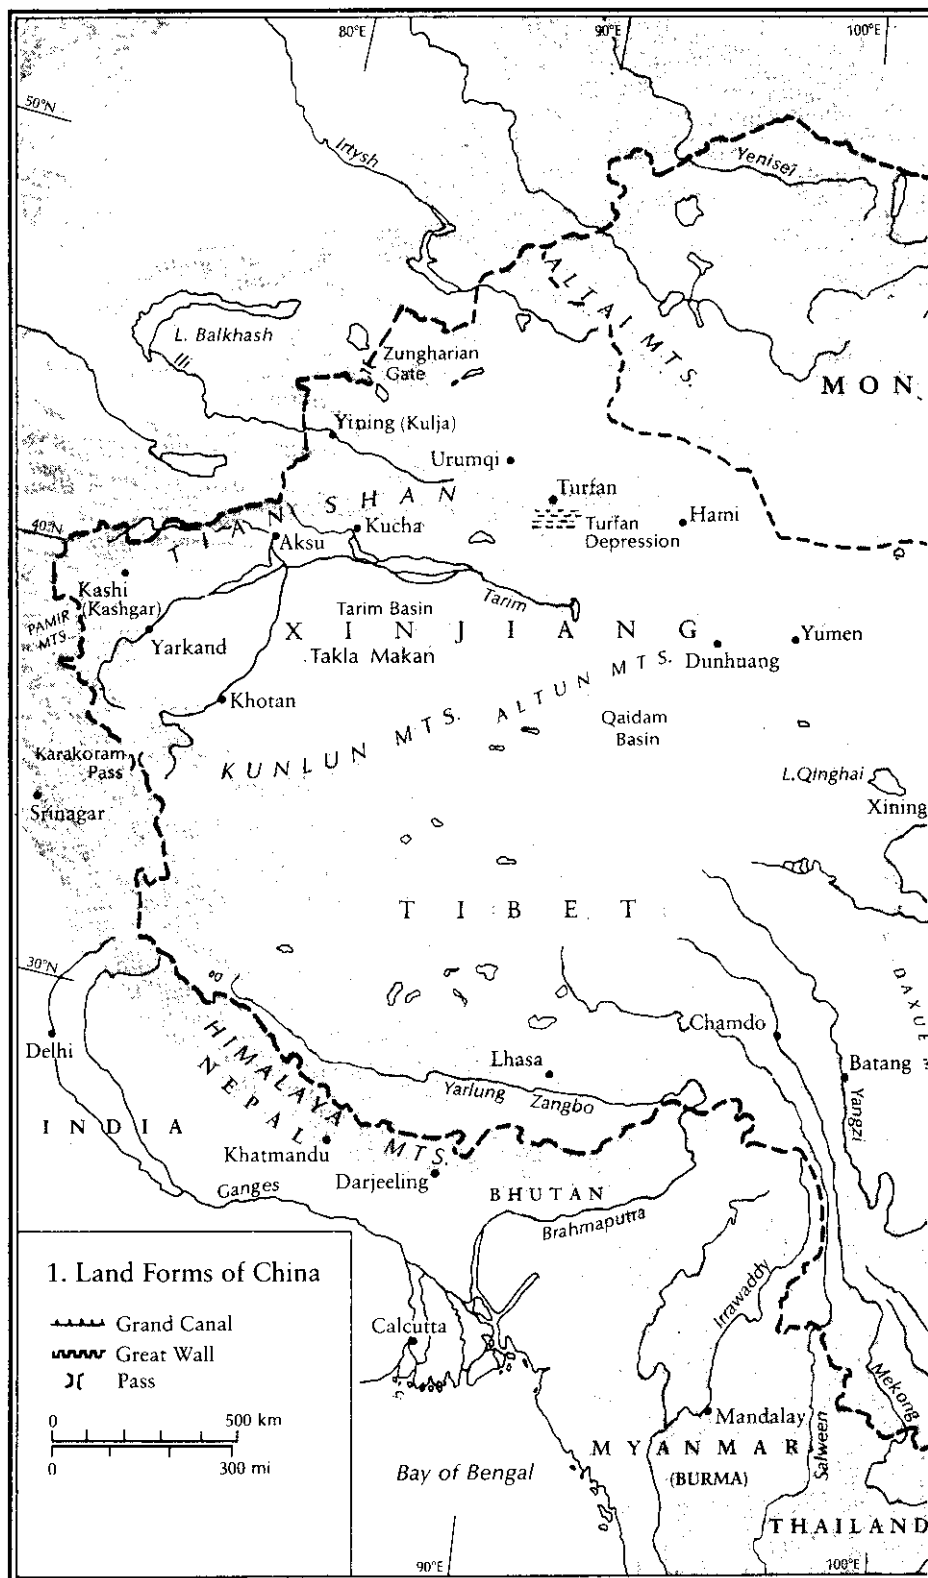 80°E
90°E
100°E
50°N
Irtysh
Yenisei
ALTAI MTS.
L. Balkhash
Ili
Zungharian
Gate
MON
Yining (Kulja)
Urumqi
TIAN SHAN
Turfan
40°N
Kucha
Hami
Aksu
Turfan
Depression
Kashi
(Kashgar)
Tarim
Tarim Basin
PAMIR
MTS.
XINJIANG
Yarkand
Takla Makan
Yumen
Dunhuang
Khotan
KUNLUN MTS.
ALTUN MTS.
Qaidam
Basin
Karakoram
Pass
L.Qinghai
Srinagar
Xining
TIBET
30°N
DAXUE
HIMALAYA MTS.
Chamdo
Delhi
Lhasa
Batang
NEPAL
Yarlung Zangbo
Yangzi
INDIA
Khatmandu
Darjeeling
Ganges
BHUTAN
Brahmaputra
1. Land Forms of China
Grand Canal
Great Wall
Pass
0 500 km
0 300 mi
Irrawaddy
Calcutta
Mekong
Mandalay
Salween
MYANMAR
(BURMA)
Bay of Bengal
THAILAND
90°E
100°E